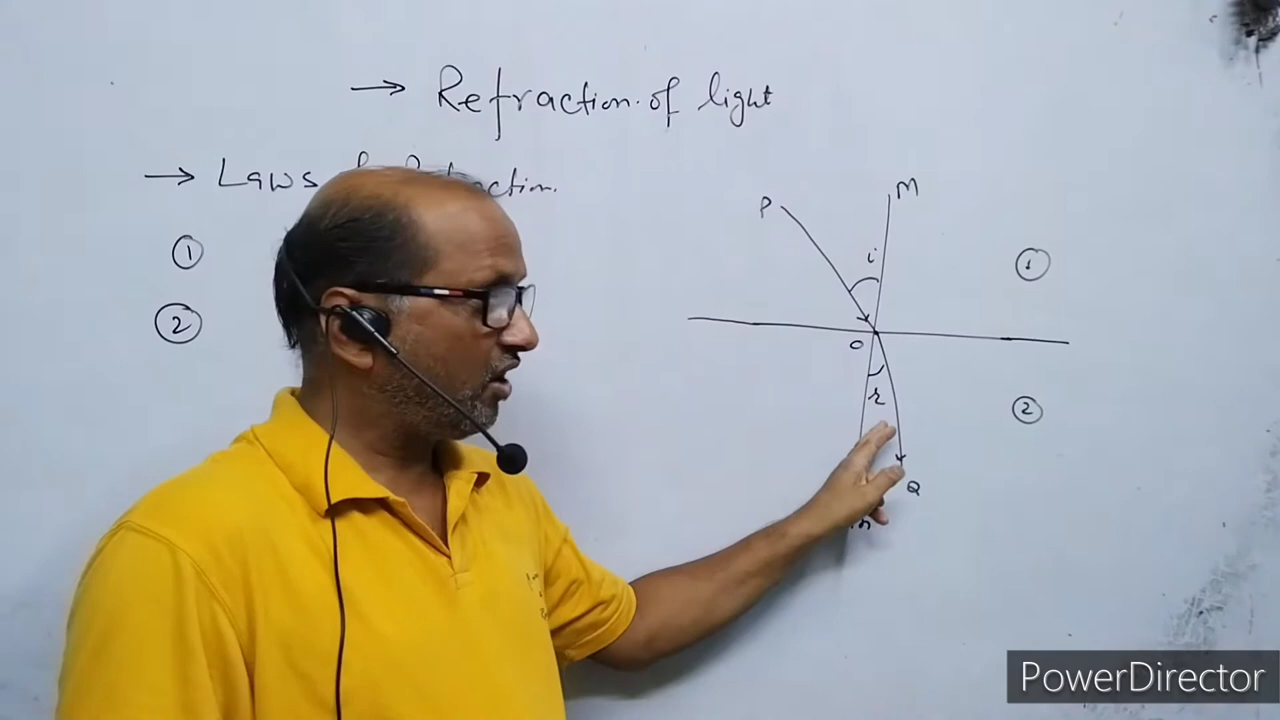 → Refraction of light
→ Laws
①
②
P
M
i
①
O
r
②
Q
n
PowerDirector